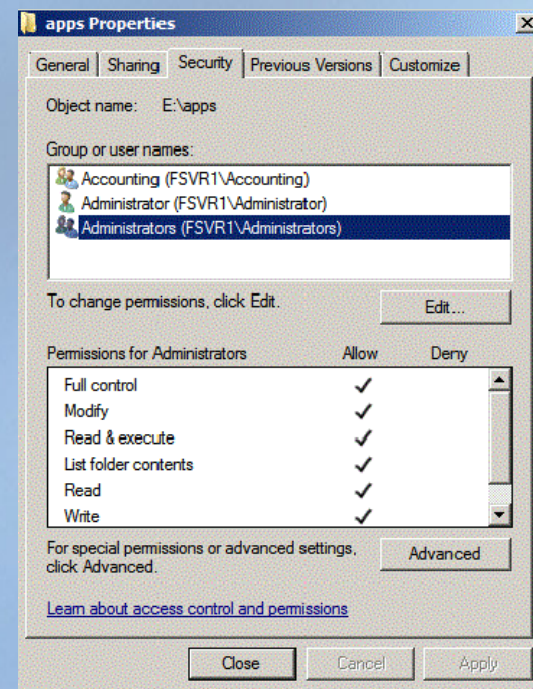 apps Properties
General Sharing Security Previous Versions Customize
Object name: E:\apps
Group or user names:
Accounting (FSVR1\Accounting)
Administrator (FSVR1\Administrator)
Administrators (FSVR1\Administrators)
To change permissions, click Edit. Edit...
Permissions for Administrators Allow Deny
Full control
Modify
Read & execute
List folder contents
Read
Write
For special permissions or advanced settings, Advanced
click Advanced.
Learn about access control and permissions
Close Cancel Apply